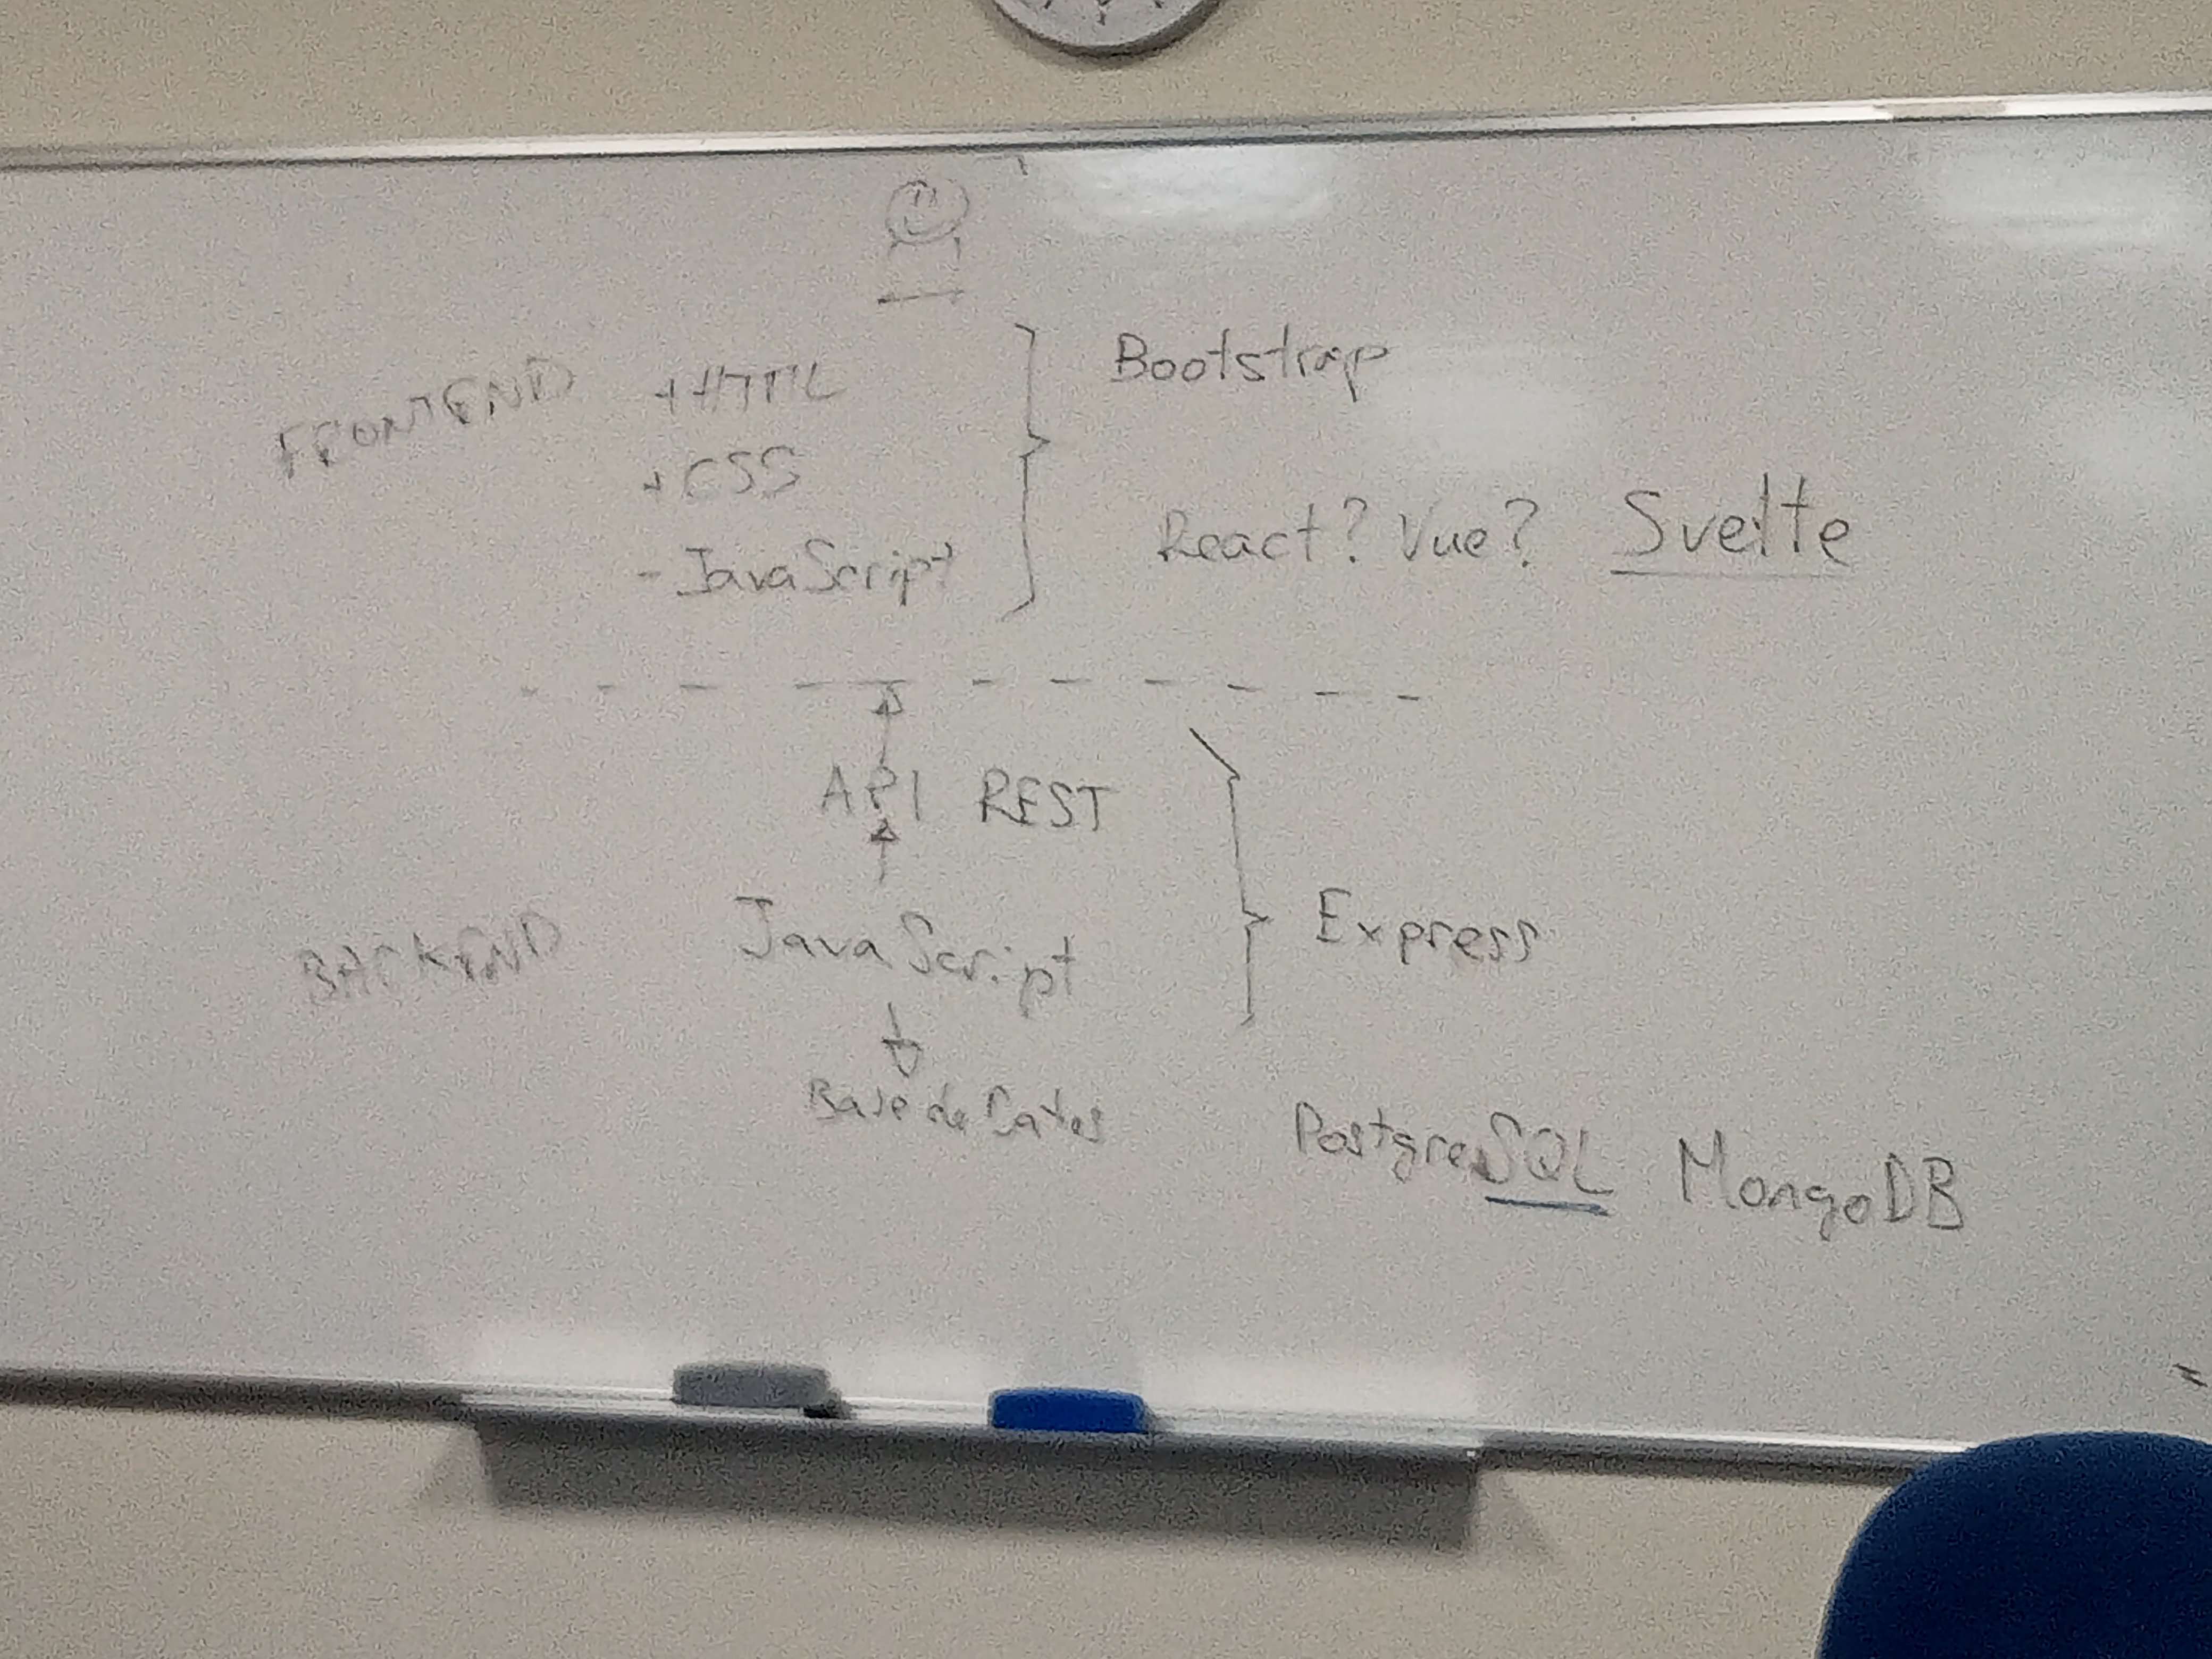 FRONTEND +HTML
+CSS
-JavaScript
Bootstrap
React? Vue? Svelte
API REST
BACKEND JavaScript
Express
Base de Datos
PostgreSQL MongoDB